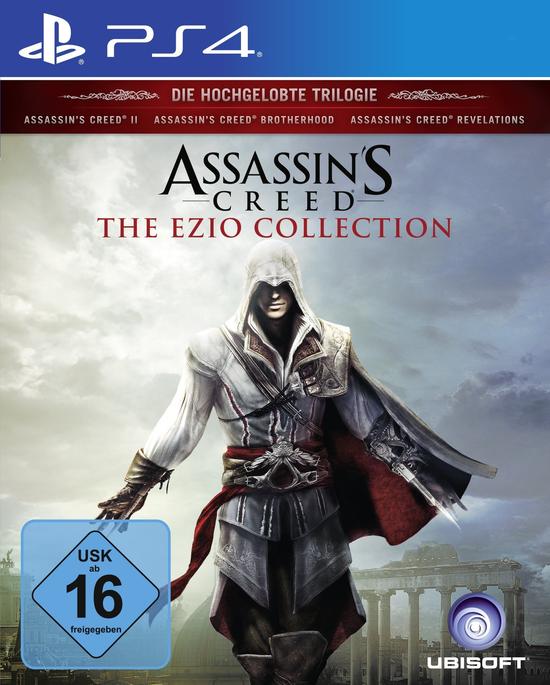 PS4
DIE HOCHGELOBTE TRILOGIE
ASSASSIN'S CREED® II ASSASSIN'S CREED® BROTHERHOOD ASSASSIN'S CREED® REVELATIONS
ASSASSIN'S
CREED
THE EZIO COLLECTION
USK
ab
16
freigegeben
UBISOFT